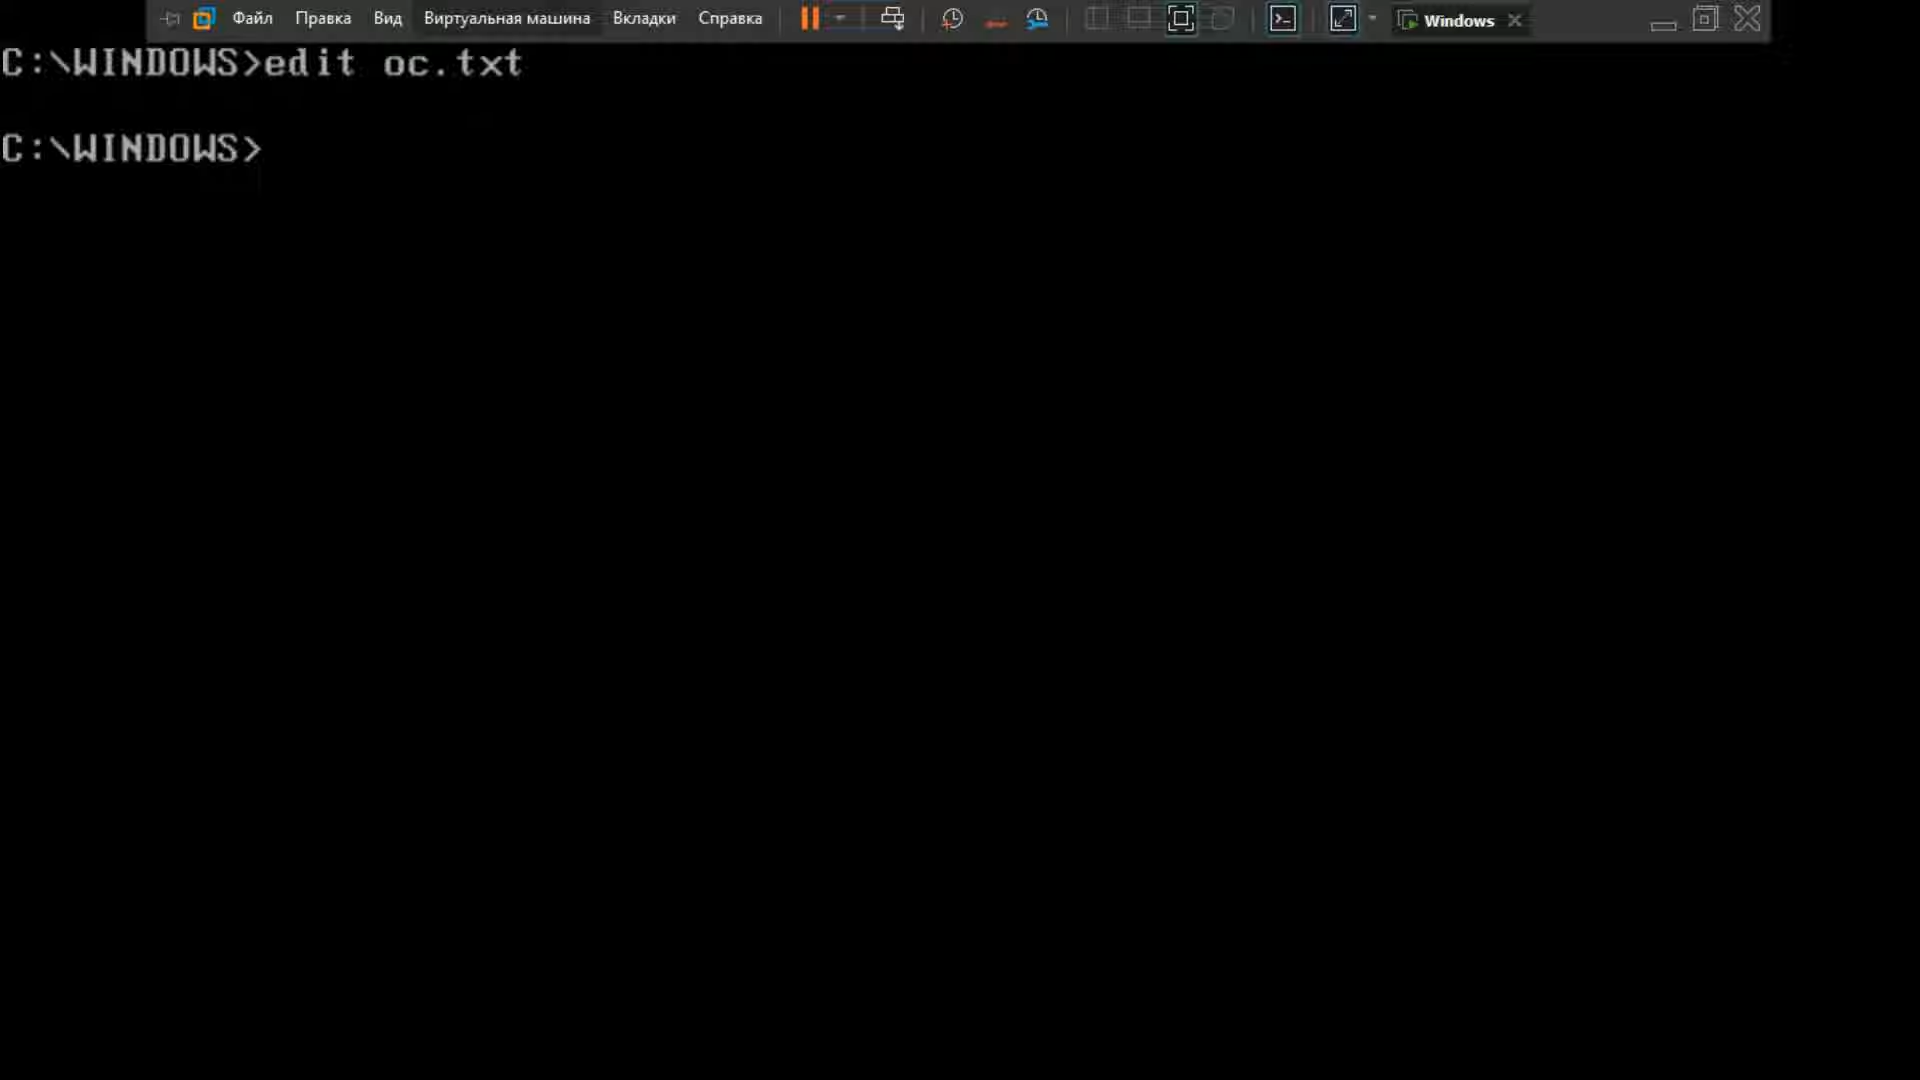 Файл Правка Вид Виртуальная машина Вкладки Справка Windows
C:\WINDOWS>edit oc.txt
C:\WINDOWS>